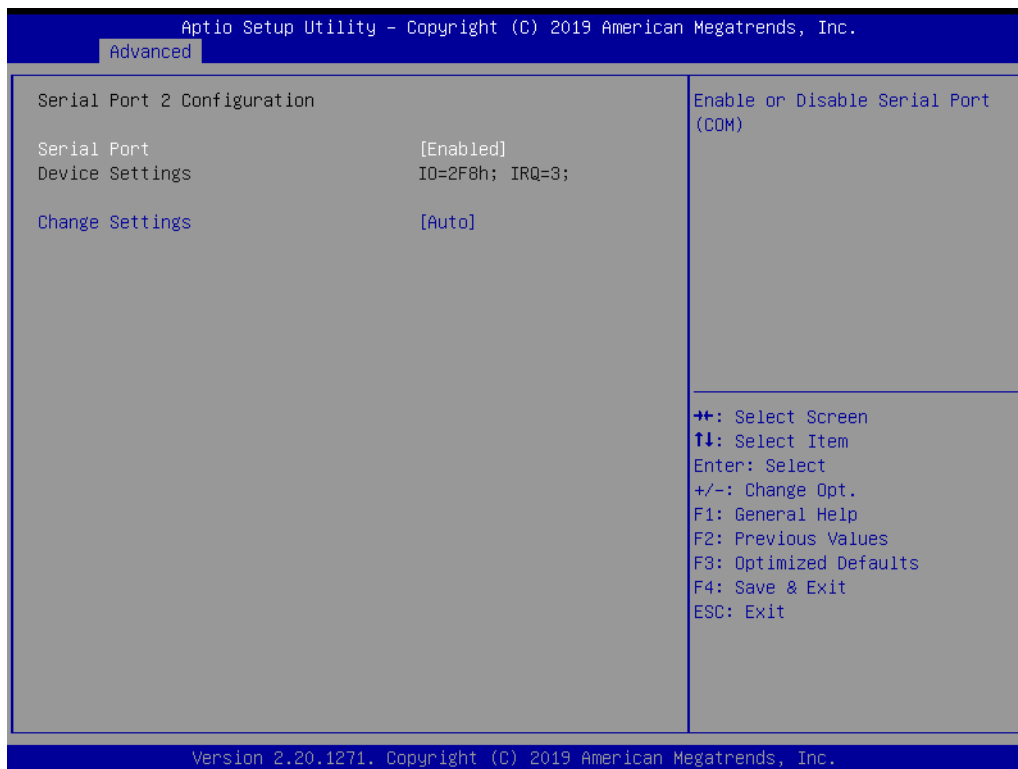 Aptio Setup Utility – Copyright (C) 2019 American Megatrends, Inc.
Advanced
Serial Port 2 Configuration
Serial Port [Enabled]
Device Settings IO=2F8h; IRQ=3;
Change Settings [Auto]
Enable or Disable Serial Port
(COM)
→←: Select Screen
↑↓: Select Item
Enter: Select
+/-: Change Opt.
F1: General Help
F2: Previous Values
F3: Optimized Defaults
F4: Save & Exit
ESC: Exit
Version 2.20.1271. Copyright (C) 2019 American Megatrends, Inc.